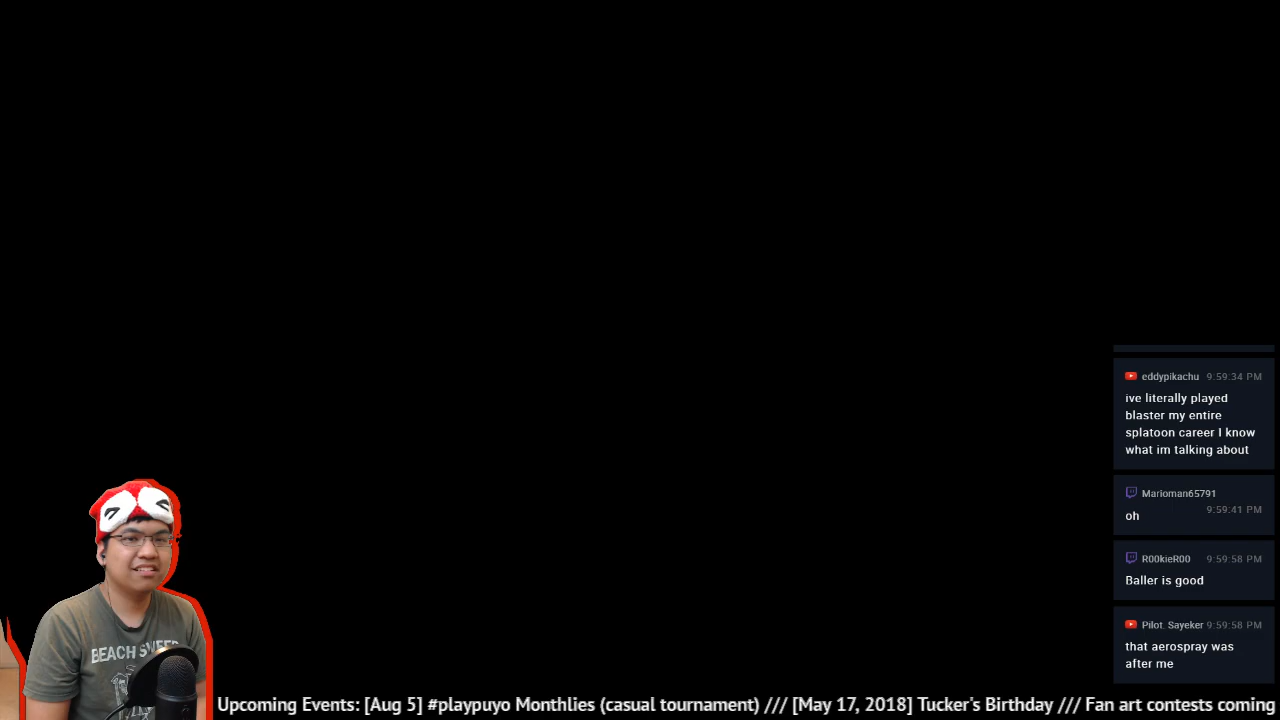 eddypikachu 9:59:34 PM
ive literally played
blaster my entire
splatoon career I know
what im talking about
Marioman65791
9:59:41 PM
oh
R00kieR00 9:59:58 PM
Baller is good
Pilot. Sayeker 9:59:58 PM
that aerospray was
after me
BEACH SWEEP
Upcoming Events: [Aug 5] #playpuyo Monthlies (casual tournament) /// [May 17, 2018] Tucker's Birthday /// Fan art contests coming